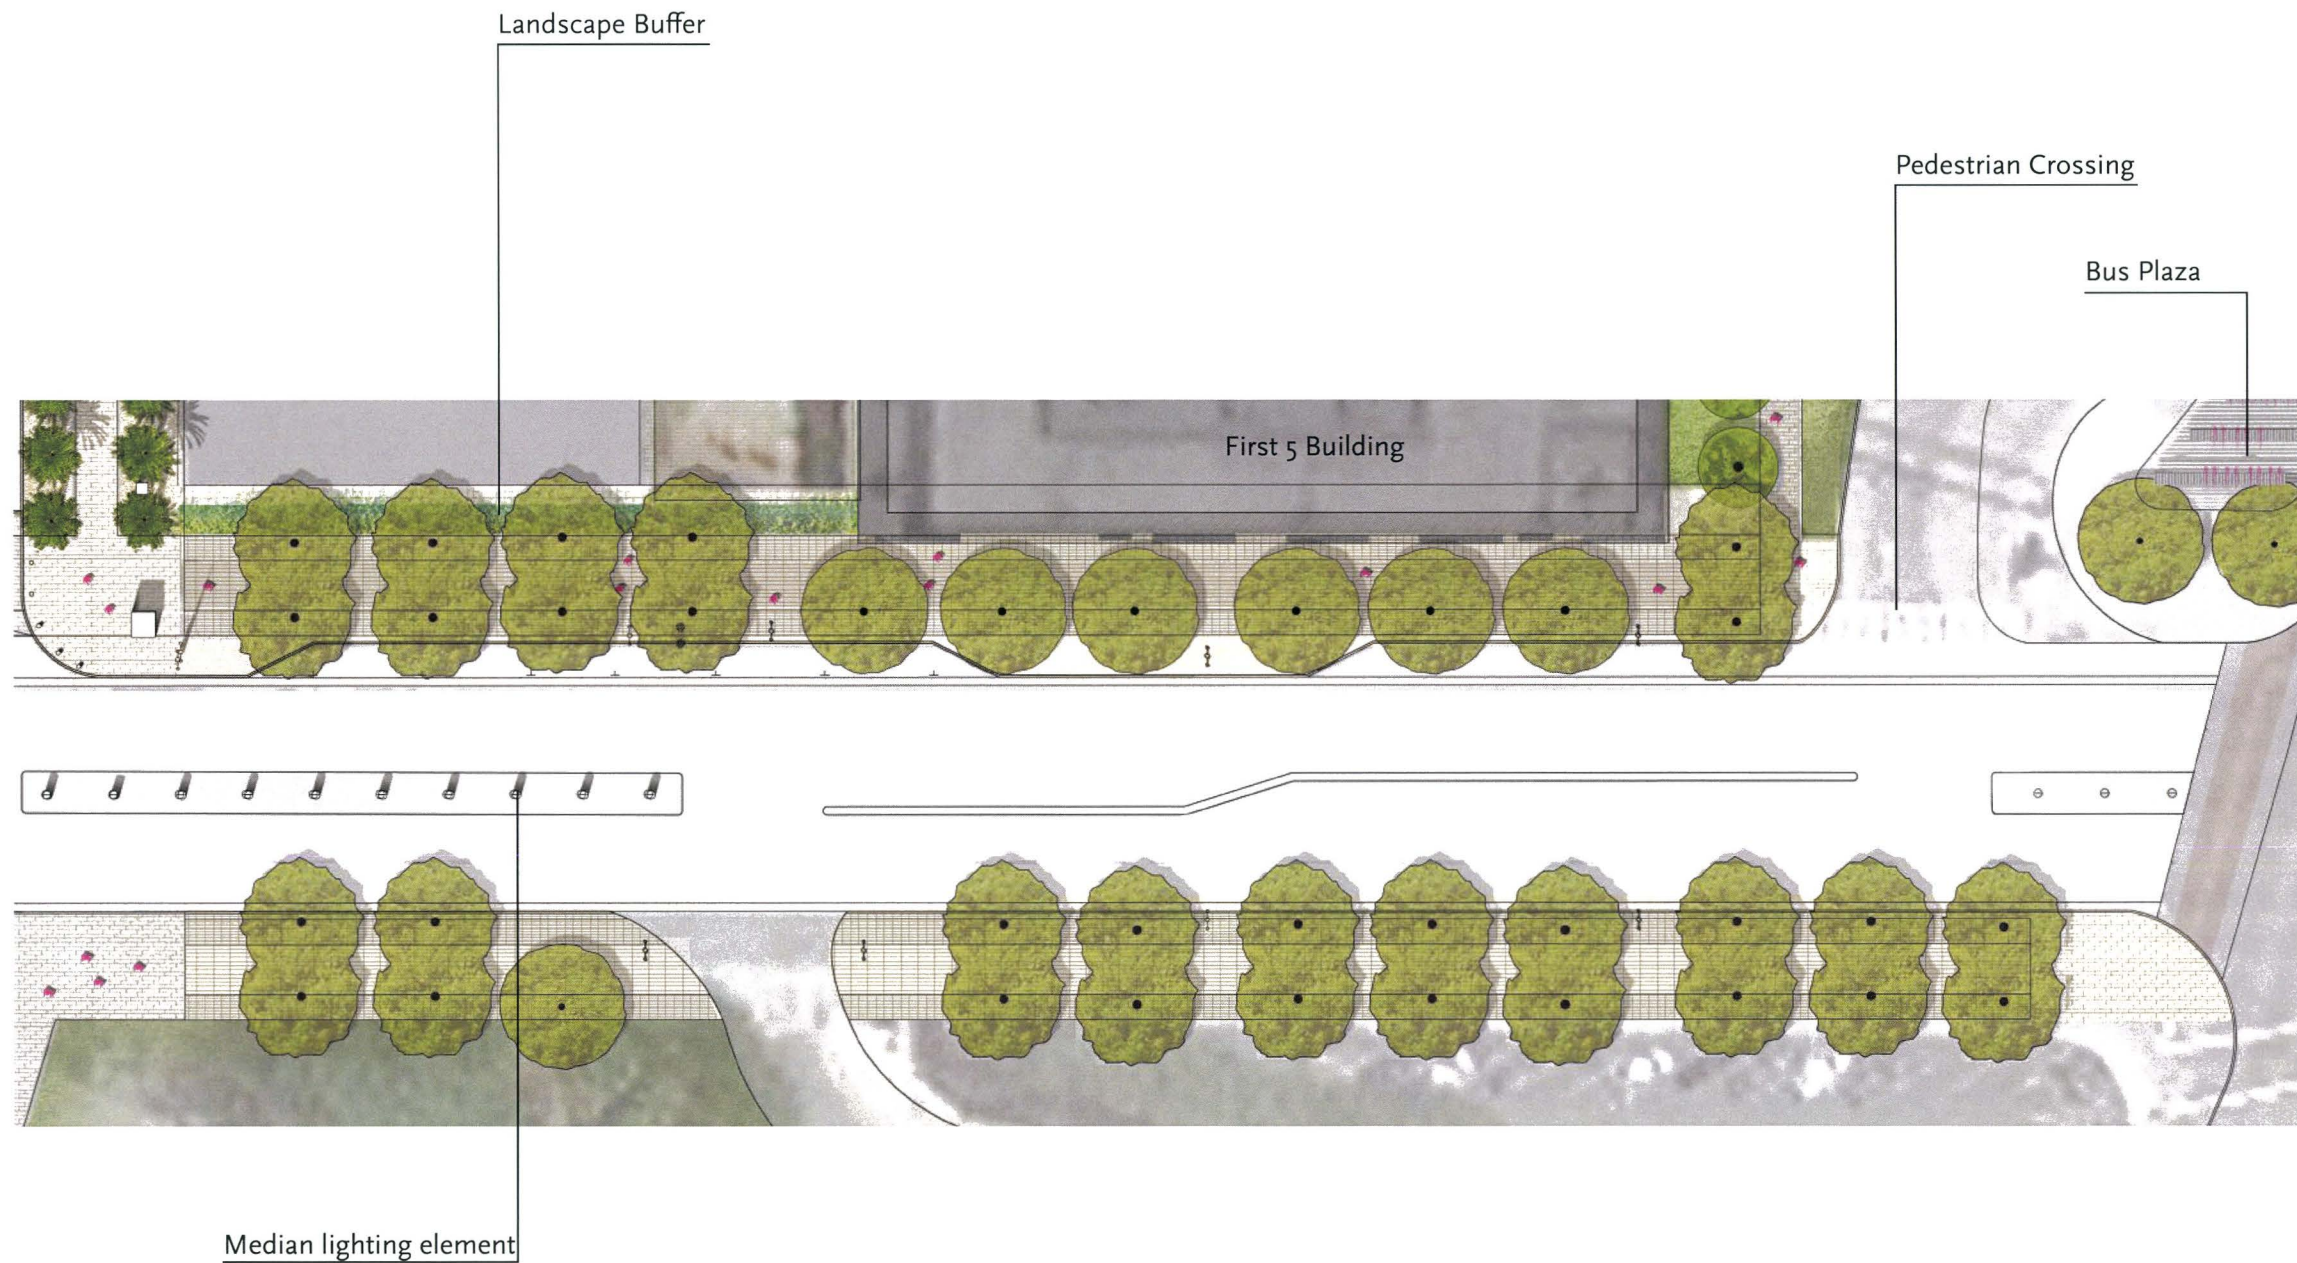 Landscape Buffer
Pedestrian Crossing
Bus Plaza
First 5 Building
Median lighting element